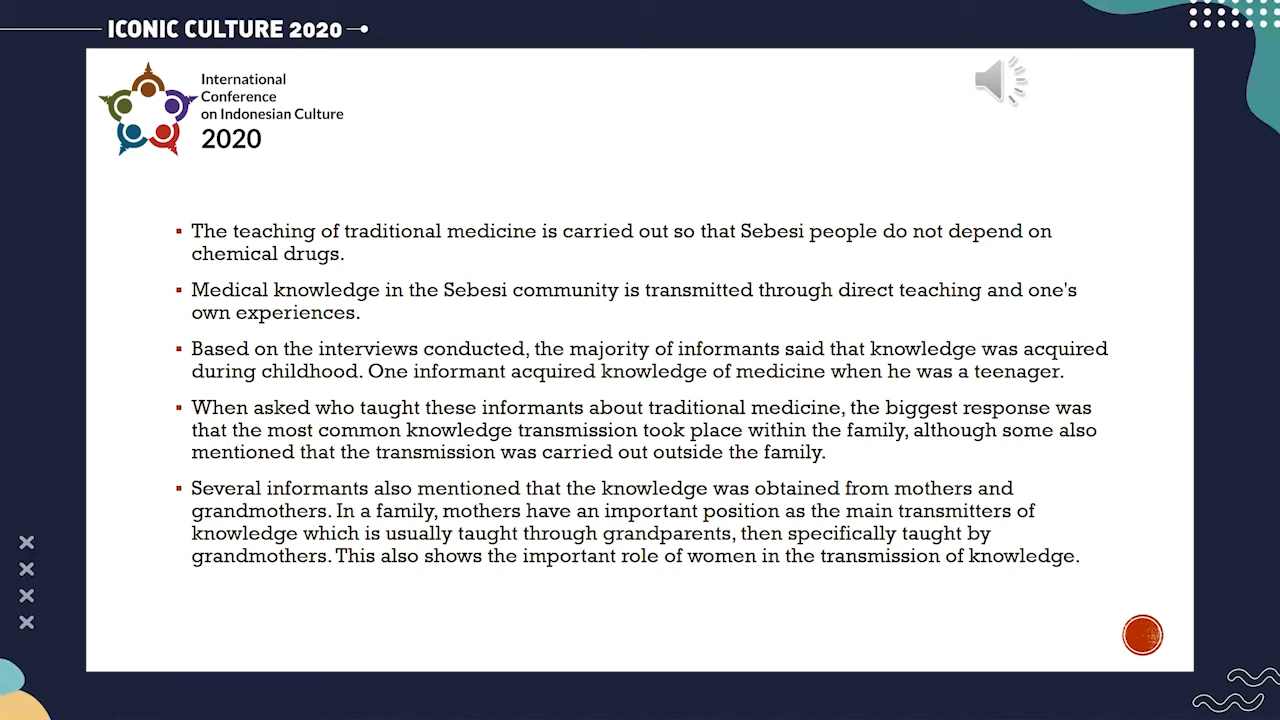 ICONIC CULTURE 2020
International
Conference
on Indonesian Culture
2020
The teaching of traditional medicine is carried out so that Sebesi people do not depend on
chemical drugs.
Medical knowledge in the Sebesi community is transmitted through direct teaching and one's
own experiences.
Based on the interviews conducted, the majority of informants said that knowledge was acquired
during childhood. One informant acquired knowledge of medicine when he was a teenager.
When asked who taught these informants about traditional medicine, the biggest response was
that the most common knowledge transmission took place within the family, although some also
mentioned that the transmission was carried out outside the family.
Several informants also mentioned that the knowledge was obtained from mothers and
grandmothers. In a family, mothers have an important position as the main transmitters of
knowledge which is usually taught through grandparents, then specifically taught by
grandmothers. This also shows the important role of women in the transmission of knowledge.